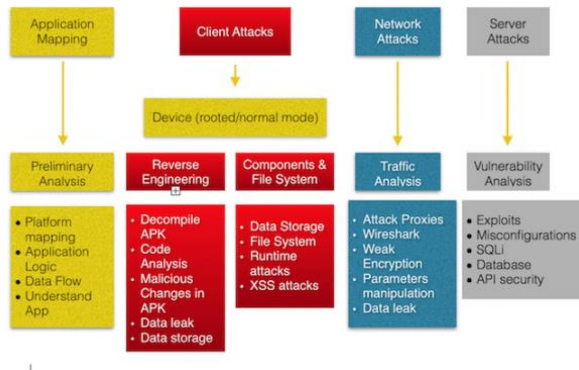 Application
Mapping
Client Attacks
Network
Attacks
Server
Attacks
Device (rooted/normal mode)
Preliminary
Analysis
Reverse
Engineering
Components &
File System
Traffic
Analysis
Vulnerability
Analysis
• Platform
mapping
• Application
Logic
• Data Flow
• Understand
App
• Decompile
APK
• Code
Analysis
• Malicious
Changes in
APK
• Data leak
• Data storage
• Data Storage
• File System
• Runtime
attacks
• XSS attacks
• Attack Proxies
• Wireshark
• Weak
Encryption
• Parameters
manipulation
• Data leak
• Exploits
• Misconfigurations
• SQLi
• Database
• API security